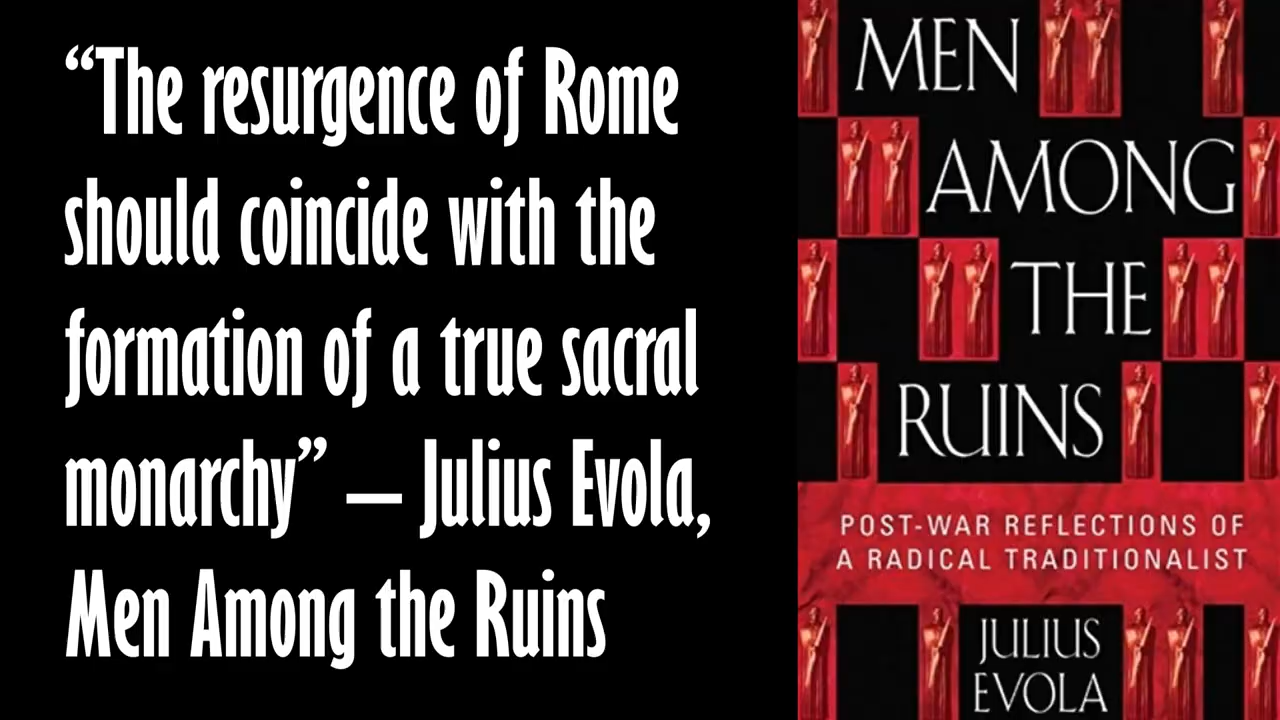 “The resurgence of Rome
should coincide with the
formation of a true sacral
monarchy” — Julius Evola,
Men Among the Ruins
MEN
AMONG
THE
RUINS
POST-WAR REFLECTIONS OF
A RADICAL TRADITIONALIST
JULIUS
EVOLA